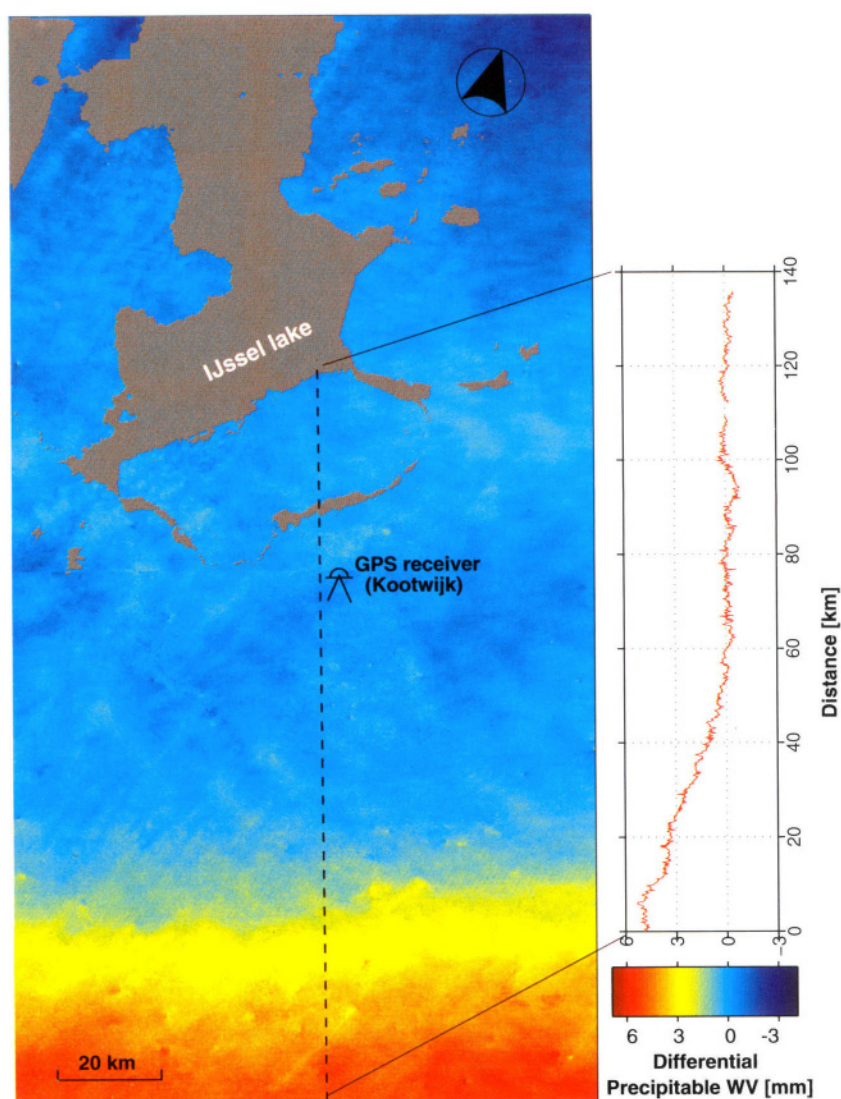 IJssel lake
GPS receiver
(Kootwijk)
20 km
140
120
100
80
60
40
20
0
Distance [km]
6
3
0
-3
6
3
0
-3
Differential
Precipitable WV [mm]